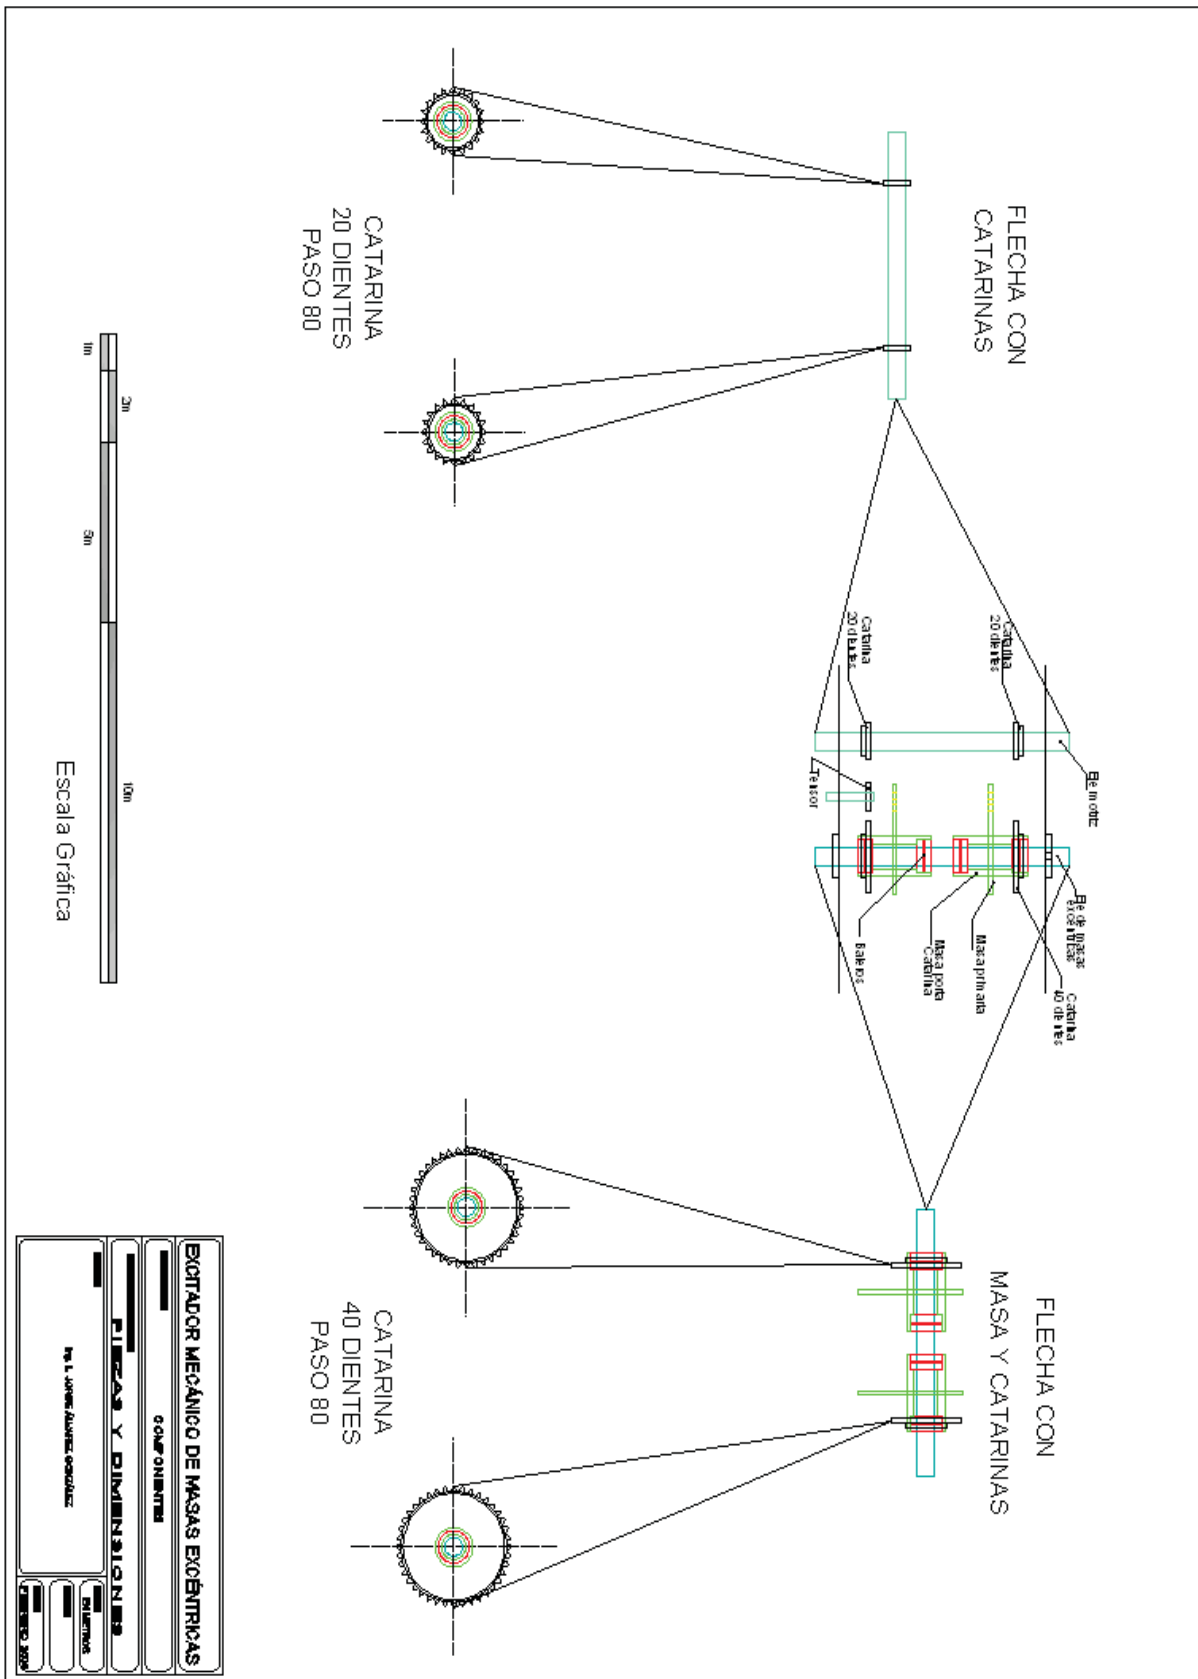 FLECHA CON
CATARINAS
CATARINA
20 DIENTES
PASO 80
Catarina
20 dientes
Catarina
20 dientes
Eje motriz
Tensor
Eje de masas
excéntricas
Catarina
40 dientes
Masa primaria
Masa porta
Catarina
Baleros
FLECHA CON
MASA Y CATARINAS
CATARINA
40 DIENTES
PASO 80
1m
2m
5m
10m
Escala Gráfica
EXCITADOR MECÁNICO DE MASAS EXCÉNTRICAS
COMPONENTES
PIEZAS Y DIMENSIONES
EN METROS